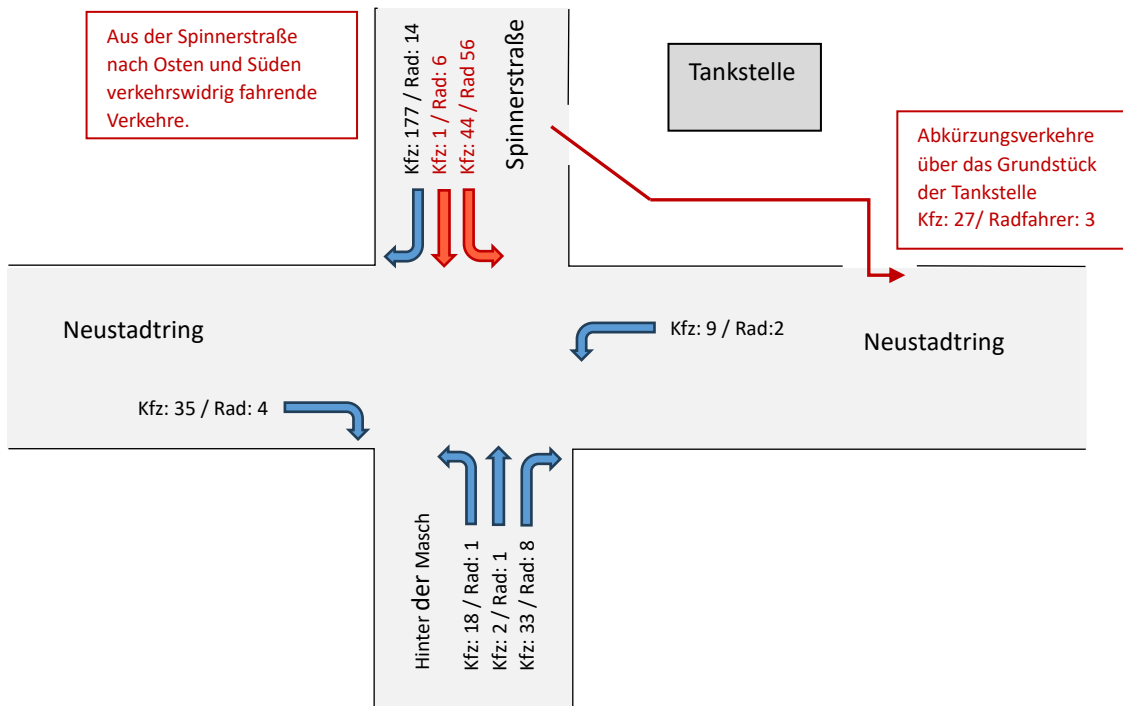 Aus der Spinnerstraße
nach Osten und Süden
verkehrswidrig fahrende
Verkehre.
Kfz: 177 / Rad: 14
Kfz: 1 / Rad: 6
Kfz: 44 / Rad 56
Spinnerstraße
Tankstelle
Abkürzungsverkehre
über das Grundstück
der Tankstelle
Kfz: 27/ Radfahrer: 3
Neustadtring
Kfz: 9 / Rad:2
Neustadtring
Kfz: 35 / Rad: 4
Hinter der Masch
Kfz: 18 / Rad: 1
Kfz: 2 / Rad: 1
Kfz: 33 / Rad: 8